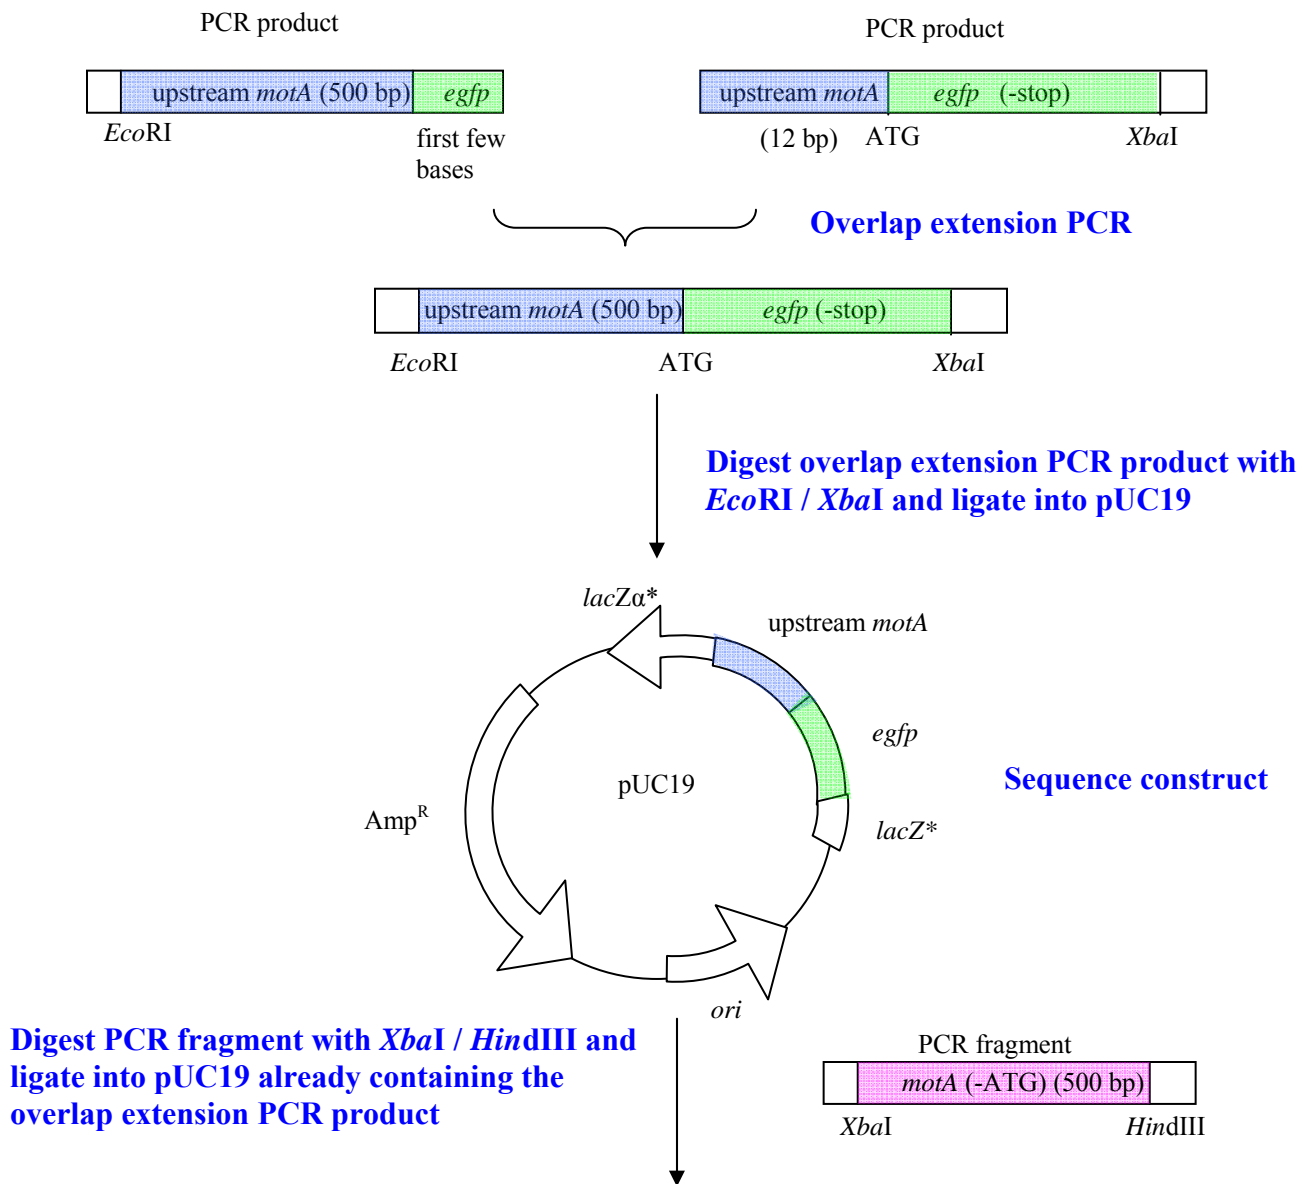 PCR product
PCR product
upstream motA (500 bp)
egfp
upstream motA
egfp (-stop)
EcoRI
first few
bases
(12 bp)
ATG
XbaI
Overlap extension PCR
upstream motA (500 bp)
egfp (-stop)
EcoRI
ATG
XbaI
Digest overlap extension PCR product with
EcoRI / XbaI and ligate into pUC19
lacZα*
upstream motA
egfp
pUC19
Sequence construct
AmpR
lacZ*
ori
Digest PCR fragment with XbaI / HindIII and
ligate into pUC19 already containing the
overlap extension PCR product
PCR fragment
motA (-ATG) (500 bp)
XbaI
HindIII